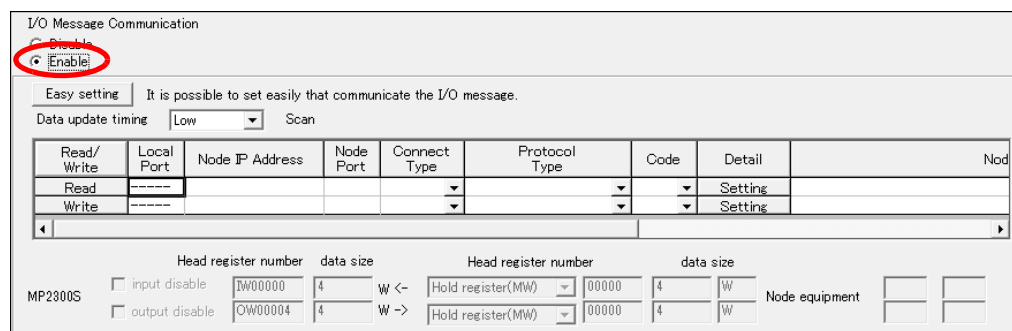 I/O Message Communication
Disable
Enable
Easy setting It is possible to set easily that communicate the I/O message.
Data update timing Low Scan
Read/Write Local Port Node IP Address Node Port Connect Type Protocol Type Code Detail Nod
Read ----- Setting
Write ----- Setting
Head register number data size Head register number data size
input disable IW00000 4 W <- Hold register(MW) 00000 4 W
MP2300S Node equipment
output disable OW00004 4 W -> Hold register(MW) 00000 4 W